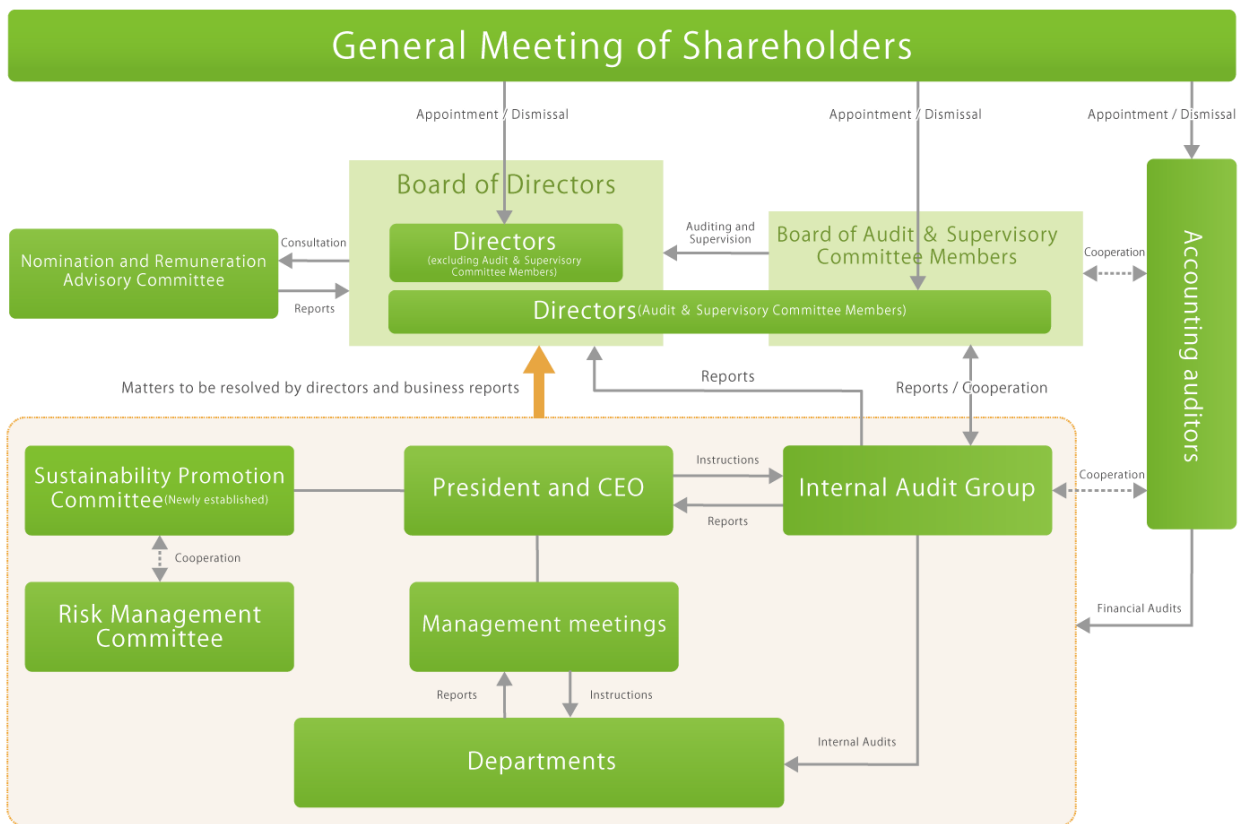 General Meeting of Shareholders
Appointment / Dismissal
Appointment / Dismissal
Appointment / Dismissal
Board of Directors
Directors
(excluding Audit & Supervisory
Committee Members)
Auditing and
Supervision
Board of Audit & Supervisory
Committee Members
Cooperation
Accounting auditors
Consultation
Nomination and Remuneration
Advisory Committee
Reports
Directors(Audit & Supervisory Committee Members)
Matters to be resolved by directors and business reports
Reports
Reports / Cooperation
Sustainability Promotion
Committee(Newly established)
President and CEO
Instructions
Reports
Internal Audit Group
Cooperation
Cooperation
Risk Management
Committee
Management meetings
Financial Audits
Reports
Instructions
Departments
Internal Audits